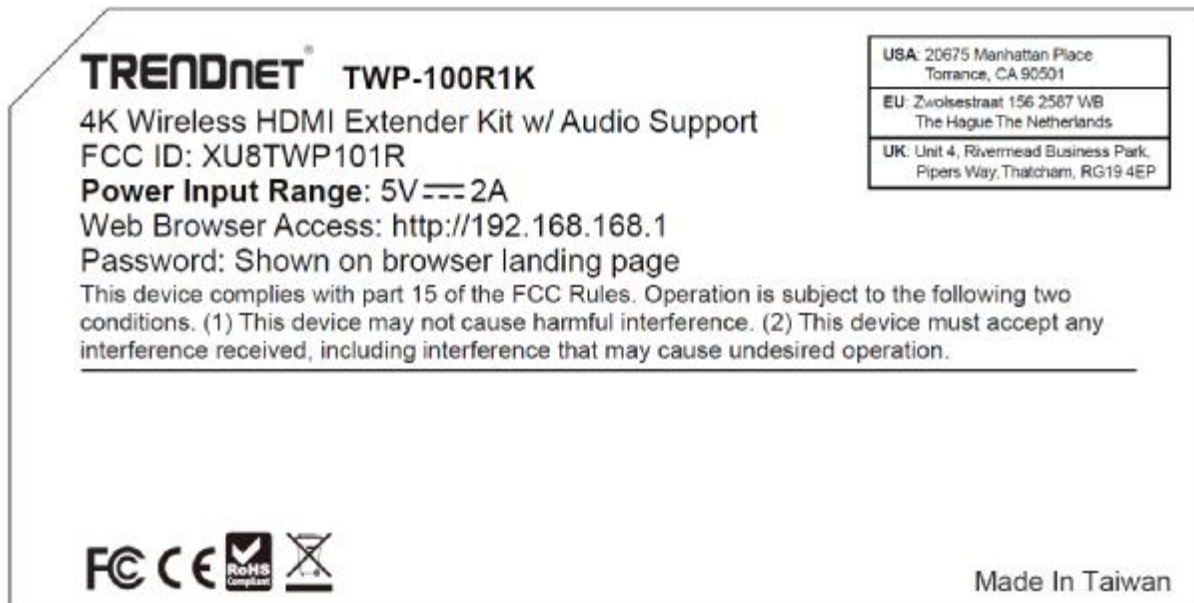 TRENDNET® TWP-100R1K
4K Wireless HDMI Extender Kit w/ Audio Support
FCC ID: XU8TWP101R
Power Input Range: 5V⎓2A
Web Browser Access: http://192.168.168.1
Password: Shown on browser landing page
This device complies with part 15 of the FCC Rules. Operation is subject to the following two
conditions. (1) This device may not cause harmful interference. (2) This device must accept any
interference received, including interference that may cause undesired operation.
USA: 20675 Manhattan Place
Torrance, CA 90501
EU: Zwolsestraat 156 2587 WB
The Hague The Netherlands
UK: Unit 4, Rivermead Business Park,
Pipers Way, Thatcham, RG19 4EP
FC CE
RoHS
Compliant
Made In Taiwan